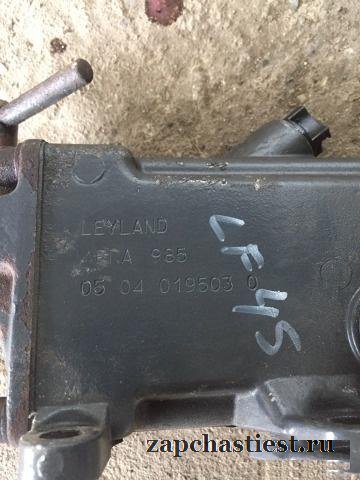 LEYLAND
985
05 04 019503 0
LF45
zapchastiest.ru